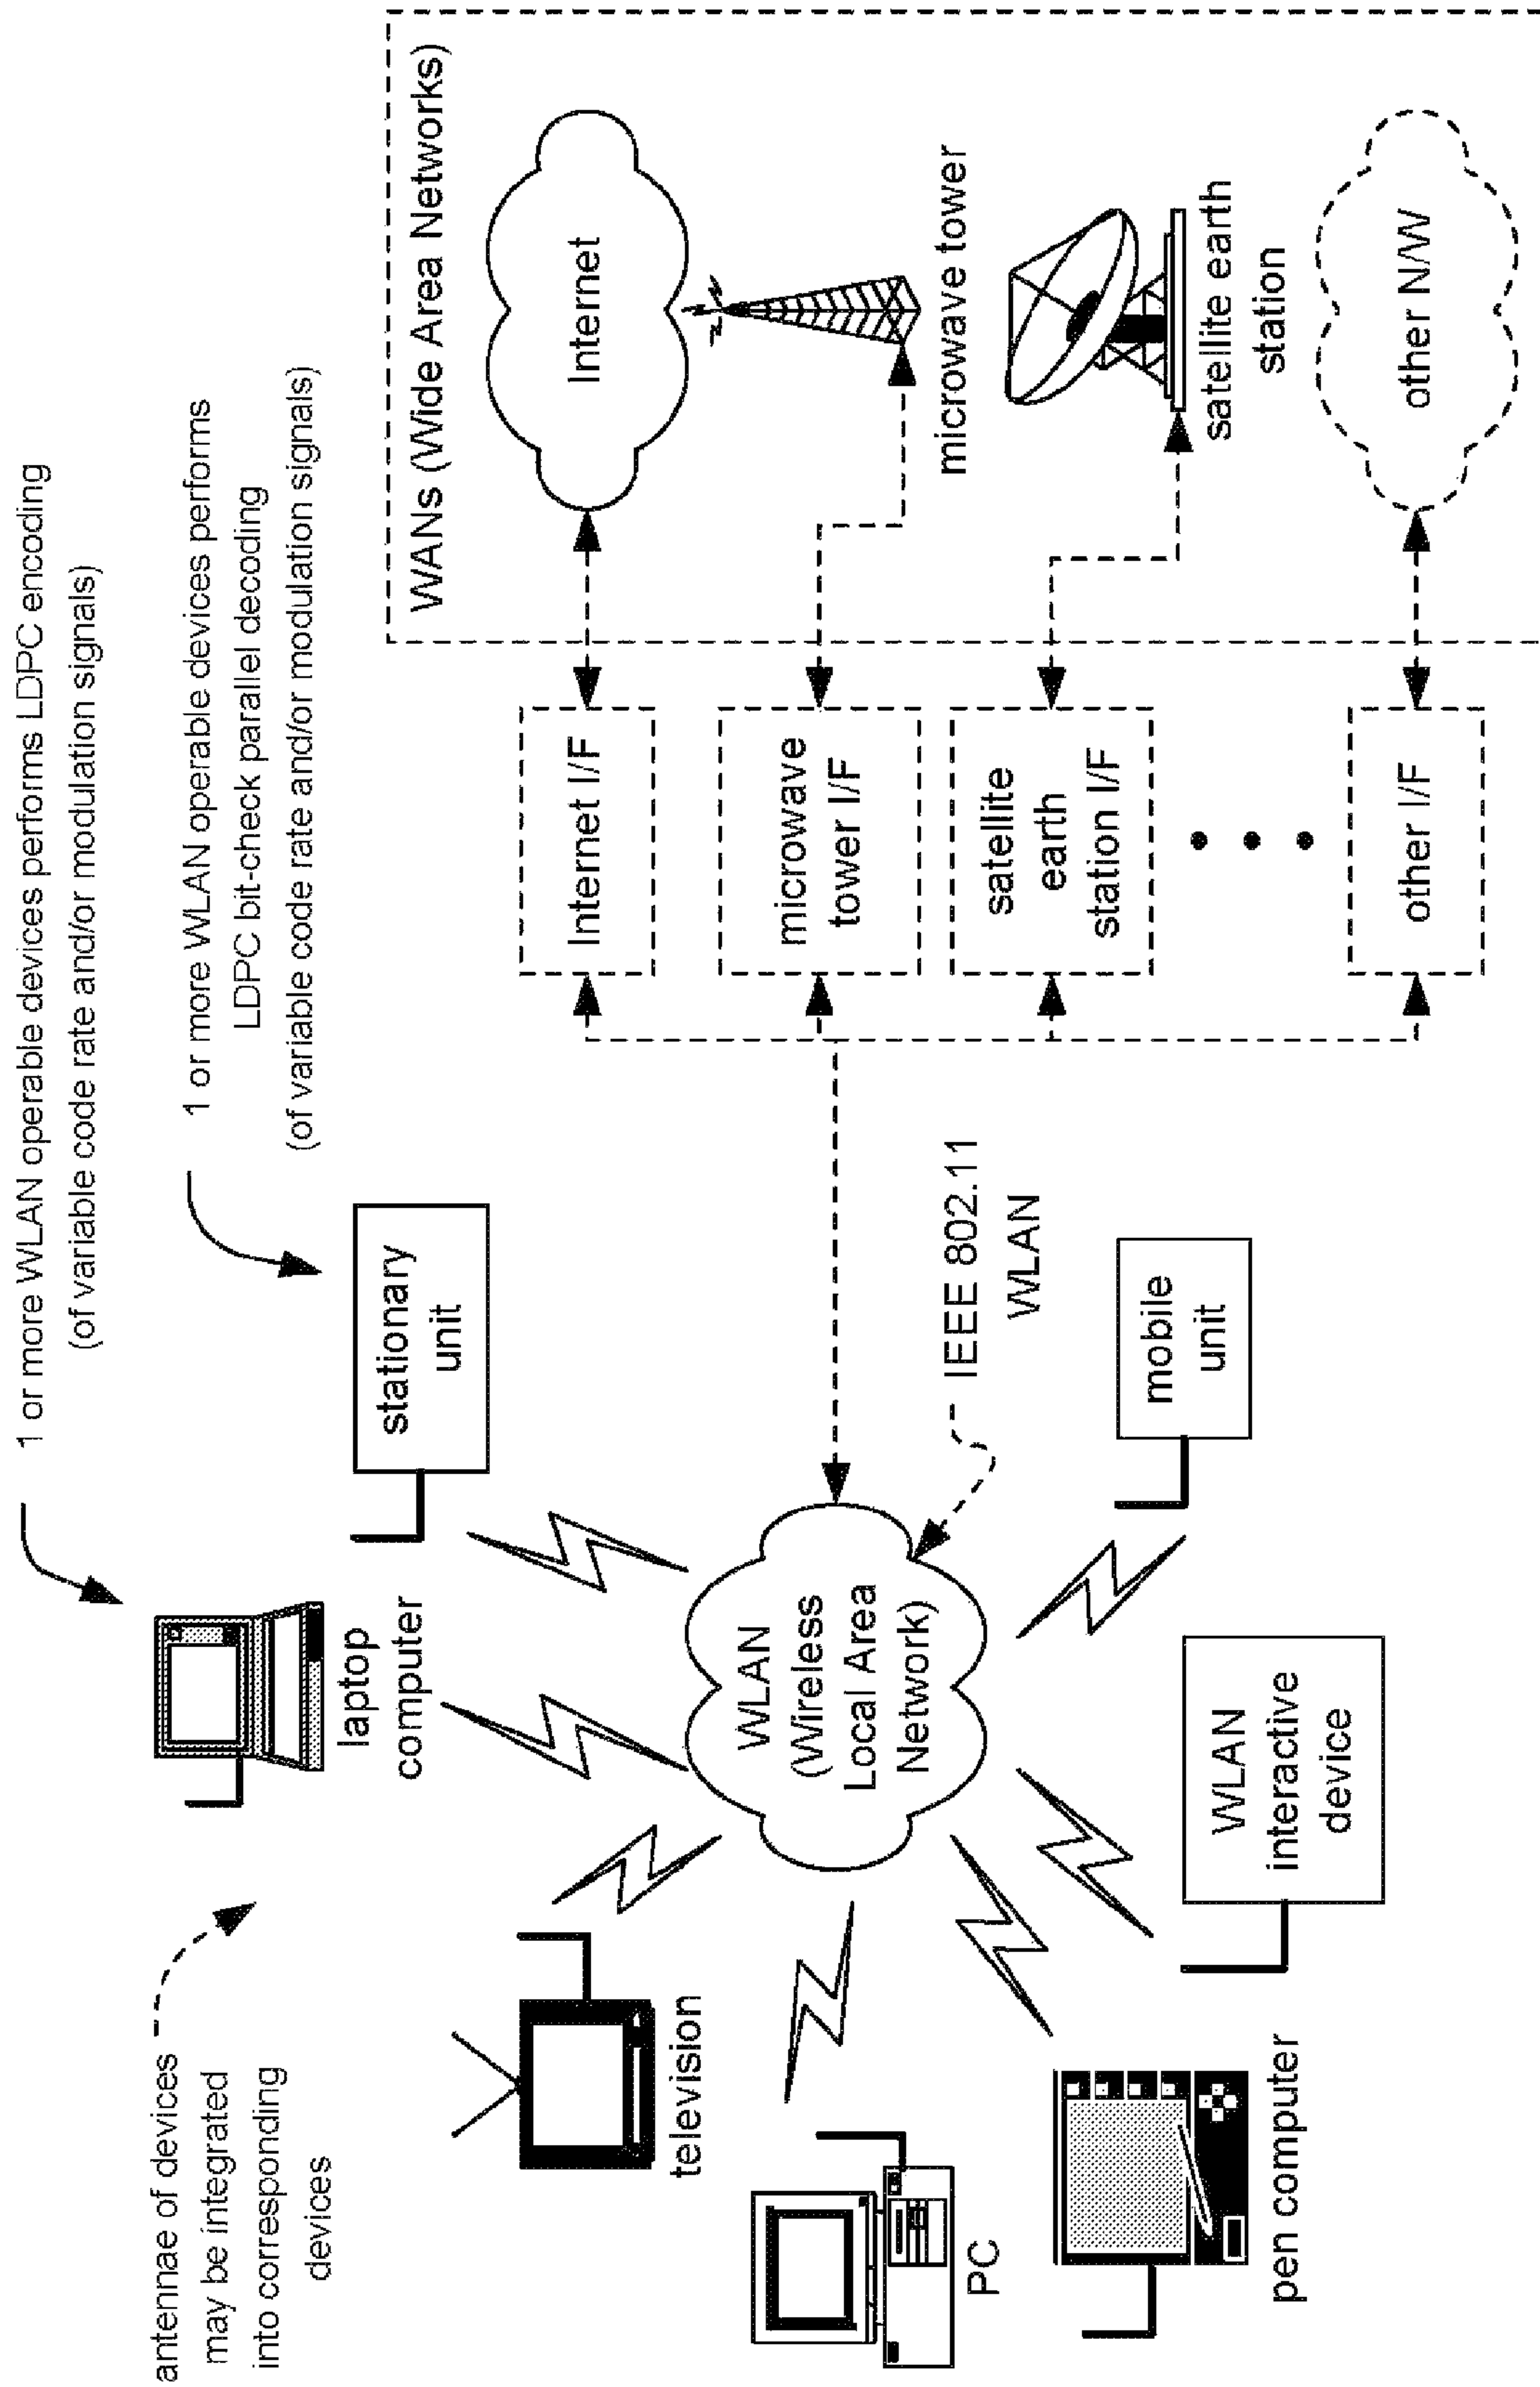 1 or more WLAN operable devices performs LDPC encoding
(of variable code rate and/or modulation signals)
1 or more WLAN operable devices performs
LDPC bit-check parallel decoding
(of variable code rate and/or modulation signals)
antennae of devices
may be integrated
into corresponding
devices
laptop
computer
stationary
unit
television
PC
pen computer
WLAN
(Wireless
Local Area
Network)
IEEE 802.11
WLAN
WLAN
interactive
device
mobile
unit
Internet I/F
microwave
tower I/F
satellite
earth
station I/F
other I/F
WANs (Wide Area Networks)
Internet
microwave tower
satellite earth
station
other N/W